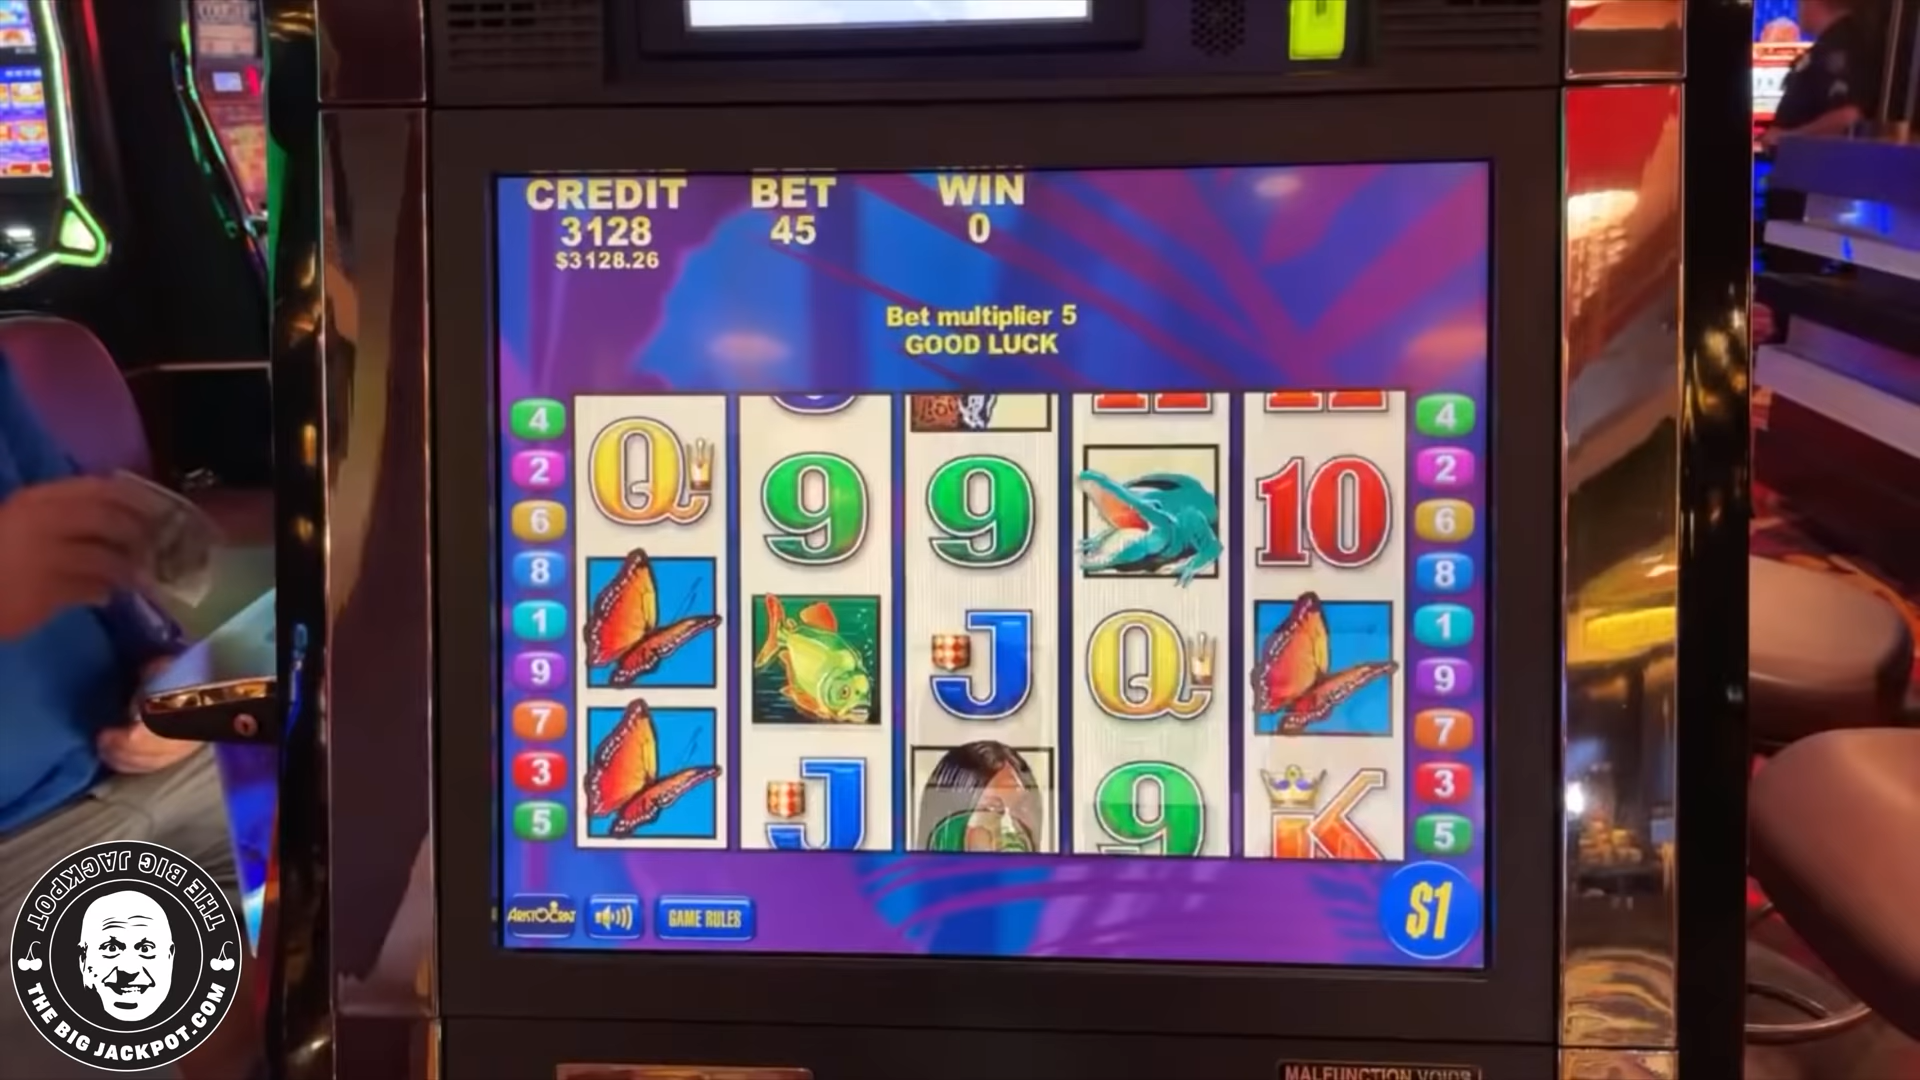 CREDIT BET WIN
3128 45 0
$3128.26
Bet multiplier 5
GOOD LUCK
4 4
Q 9 9 10
2 2
6 6
8 8
1 J Q 1
9 9
7 7
3 J 9 K 3
5 5
ARISTOCRAT GAME RULES $1
THE BIG JACKPOT
THE BIG JACKPOT.COM
MALFUNCTION VOIDS